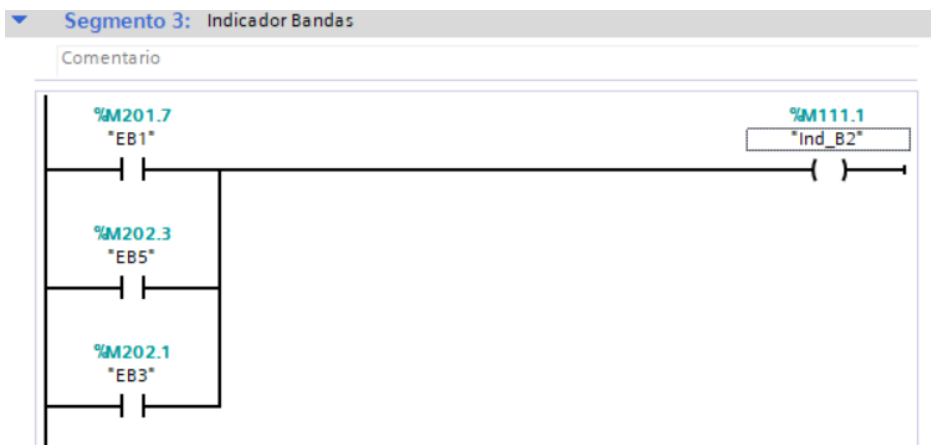 Segmento 3: Indicador Bandas
Comentario
%M201.7
"EB1"
%M111.1
"Ind_B2"
%M202.3
"EB5"
%M202.1
"EB3"